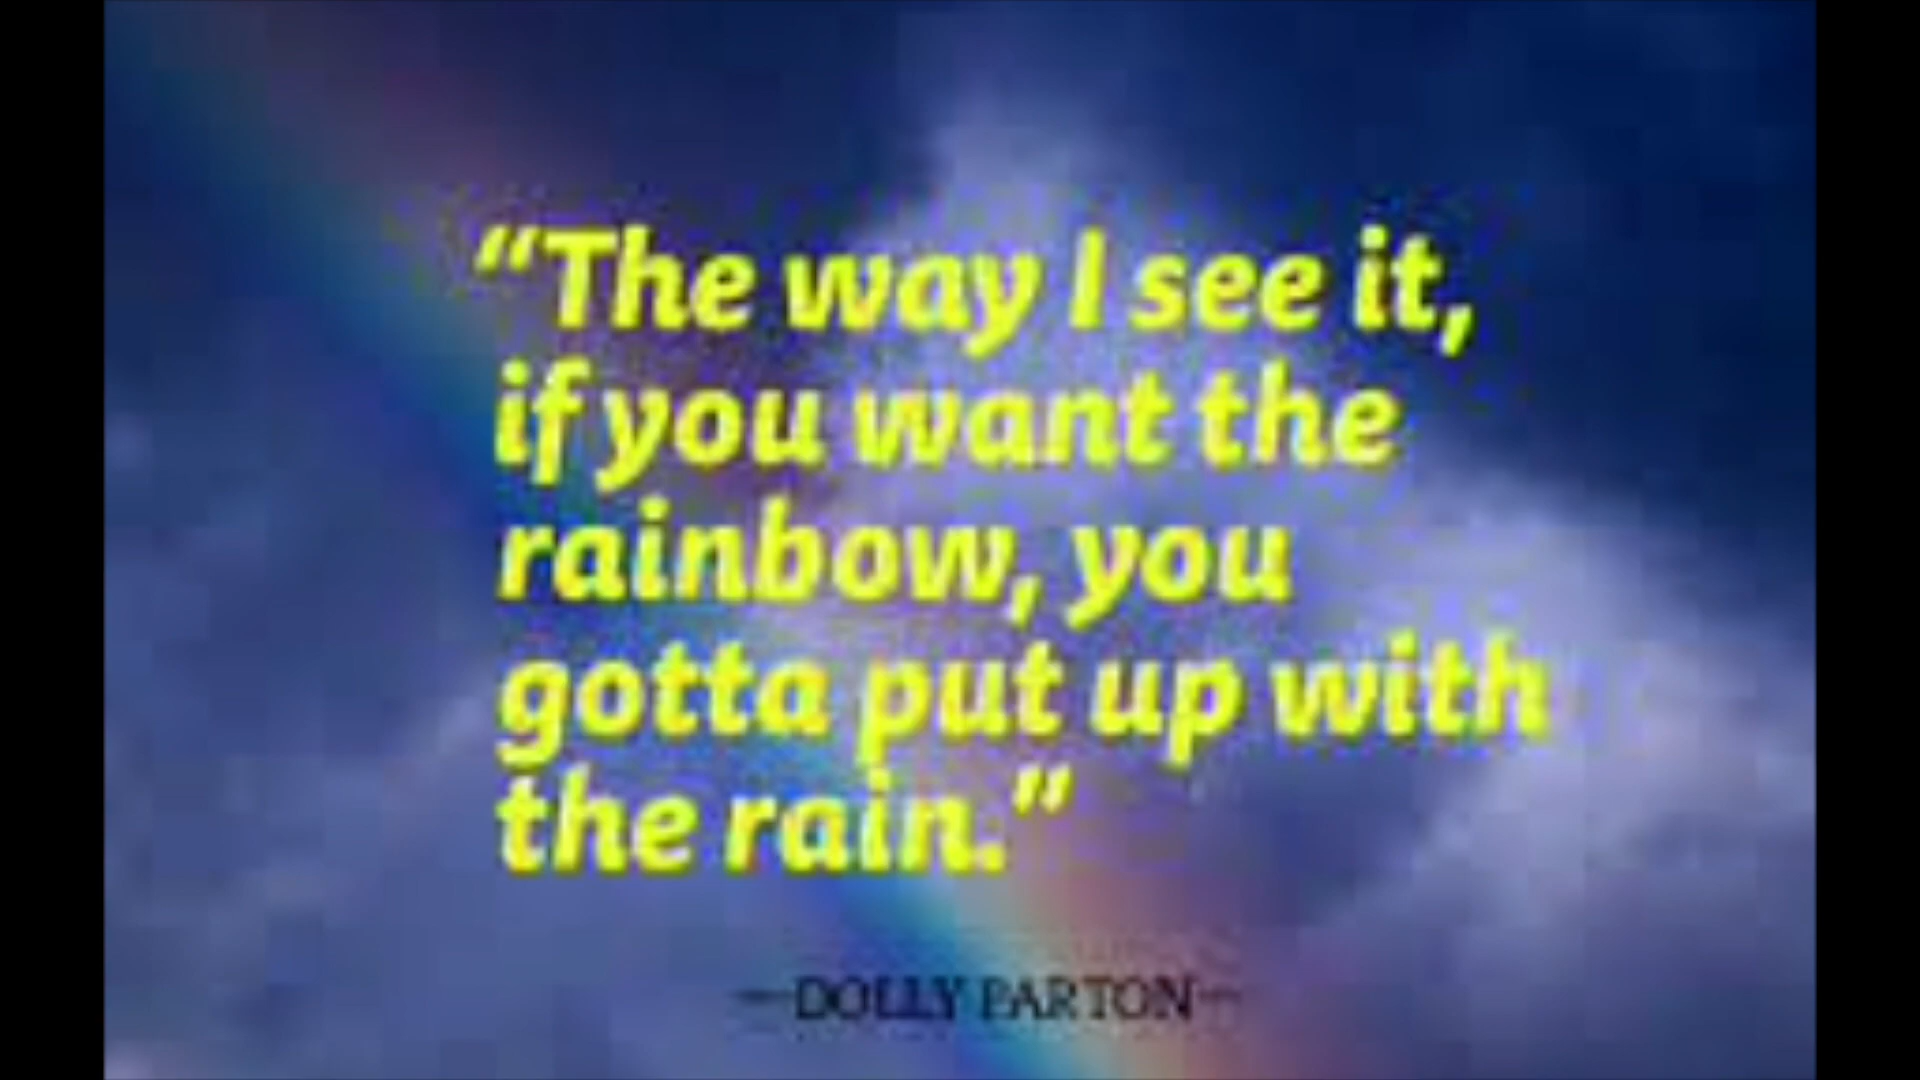 “The way I see it,
if you want the
rainbow, you
gotta put up with
the rain.”
—DOLLY PARTON—